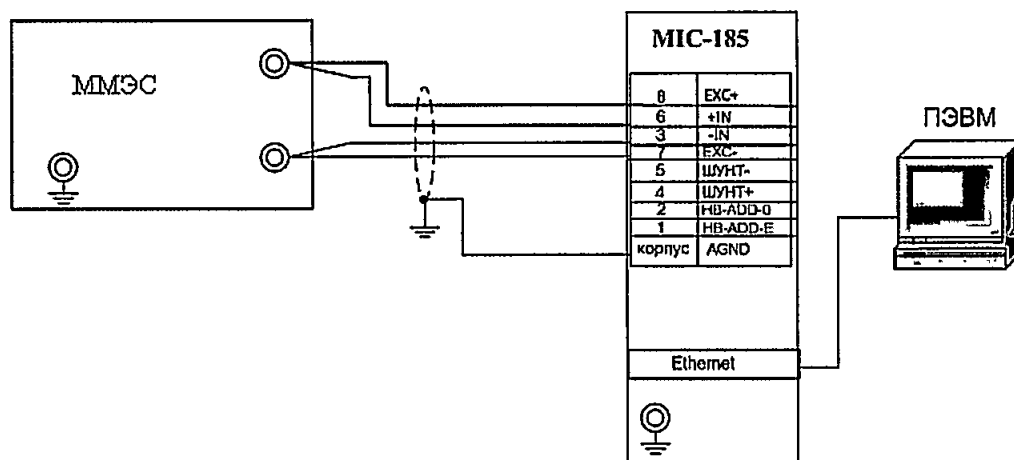 ММЭС
MIC-185
8 EXC+
6 +IN
3 -IN
7 EXC-
5 ШУНТ-
4 ШУНТ+
2 HB-ADD-0
1 HB-ADD-E
корпус AGND
Ethernet
ПЭВМ